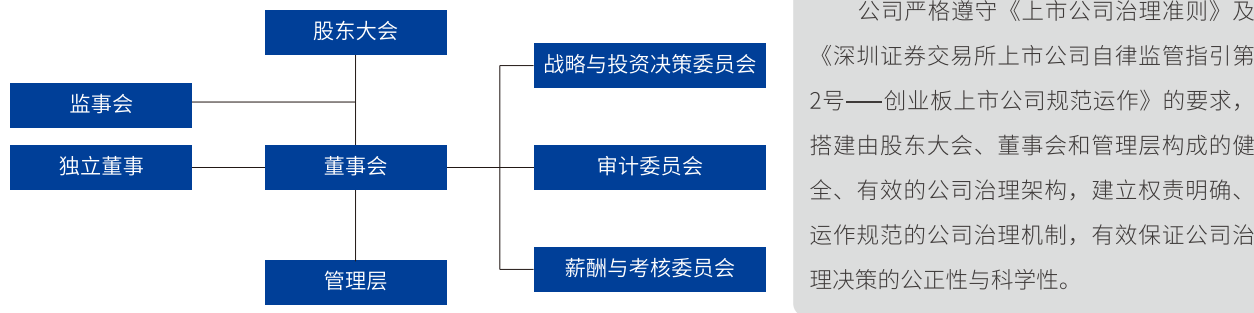 股东大会
监事会
独立董事
董事会
管理层
战略与投资决策委员会
审计委员会
薪酬与考核委员会
公司严格遵守《上市公司治理准则》及
《深圳证券交易所上市公司自律监管指引第
2号——创业板上市公司规范运作》的要求，
搭建由股东大会、董事会和管理层构成的健
全、有效的公司治理架构，建立权责明确、
运作规范的公司治理机制，有效保证公司治
理决策的公正性与科学性。